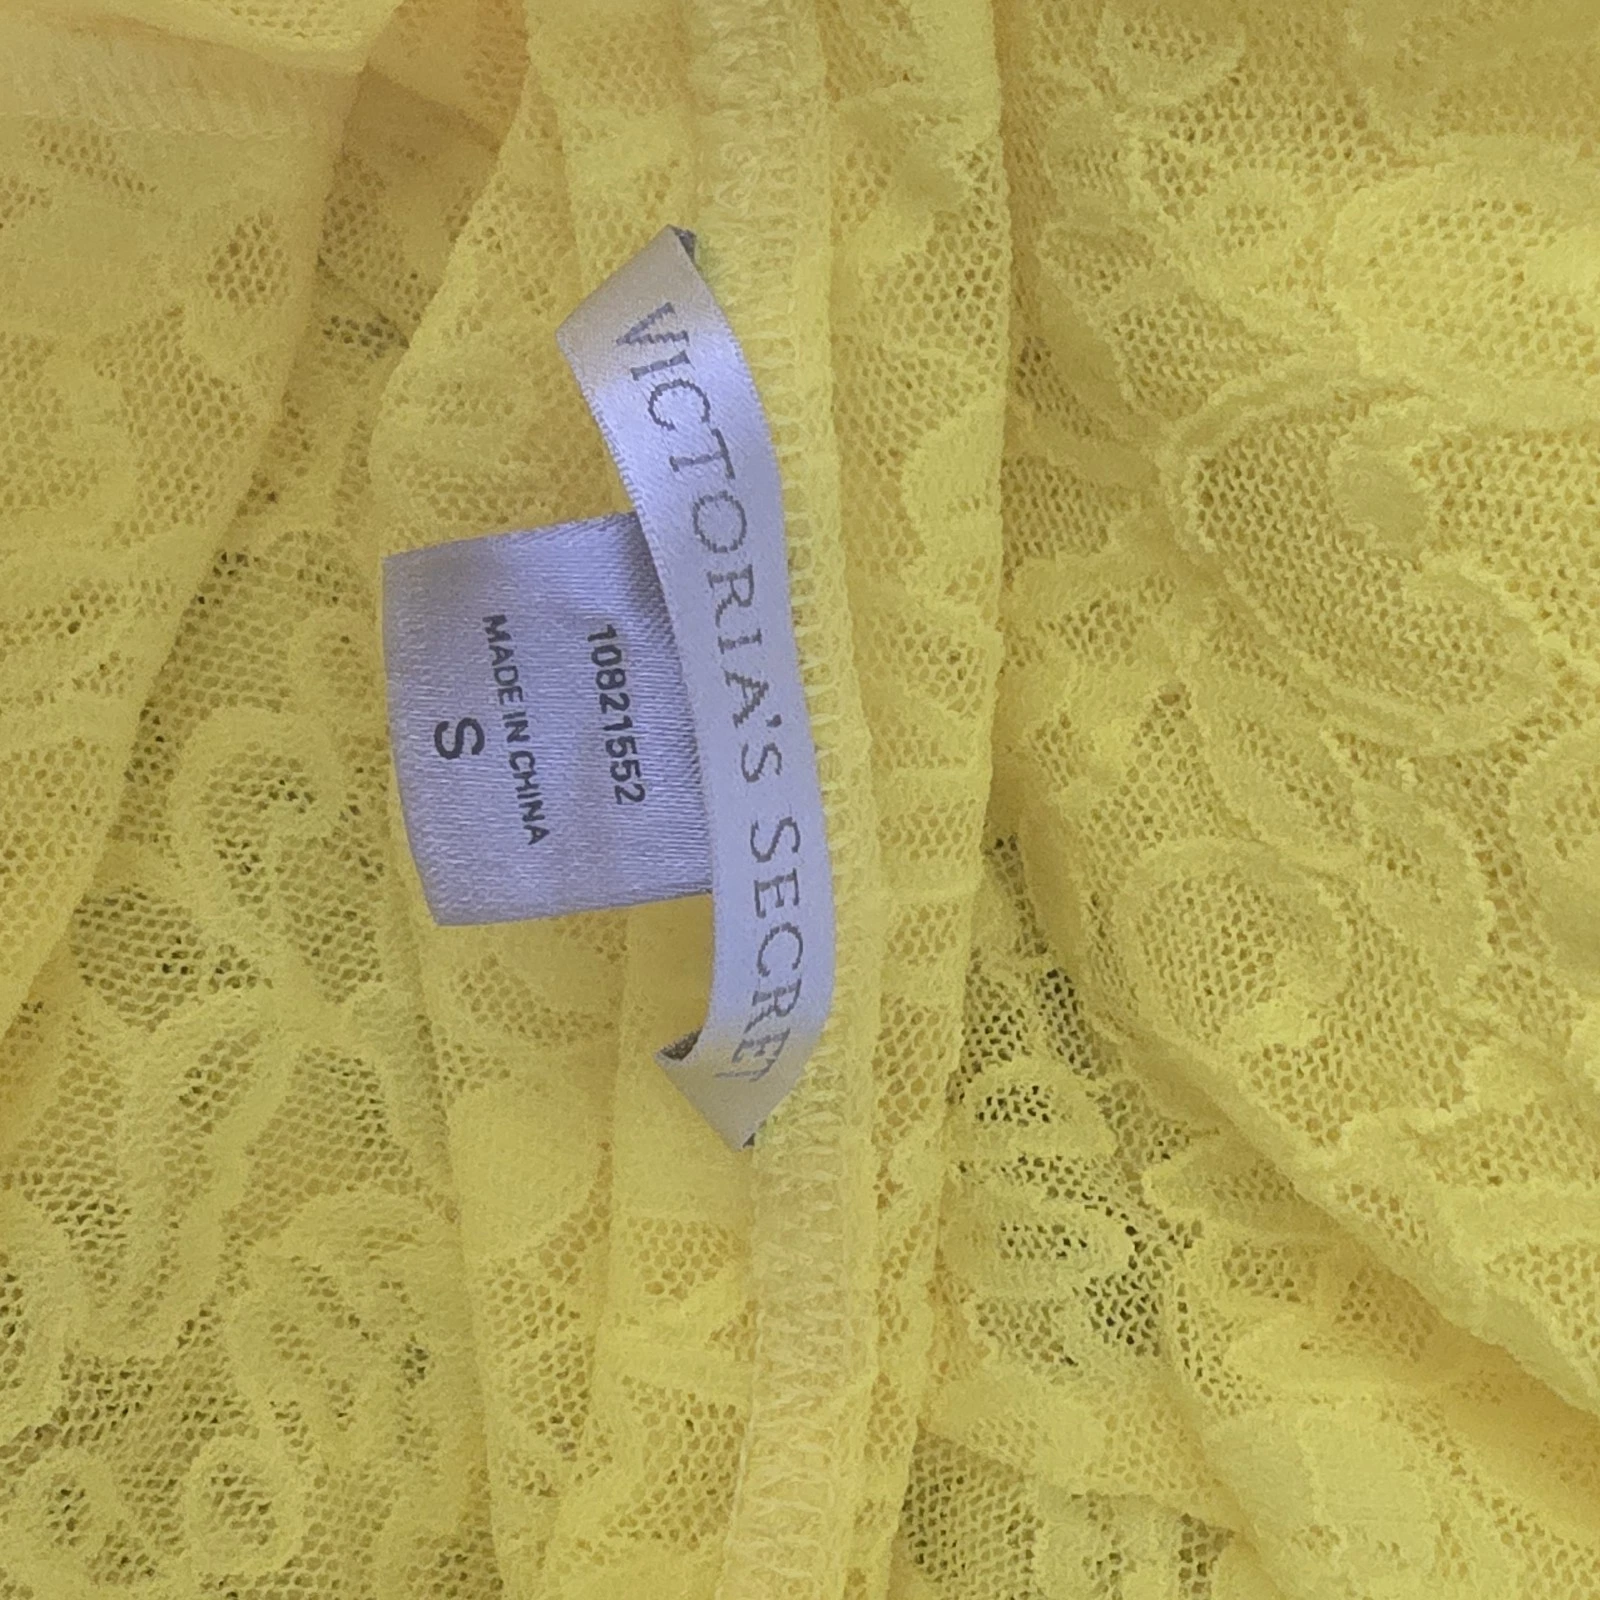 VICTORIA'S SECRET
10821552
MADE IN CHINA
S